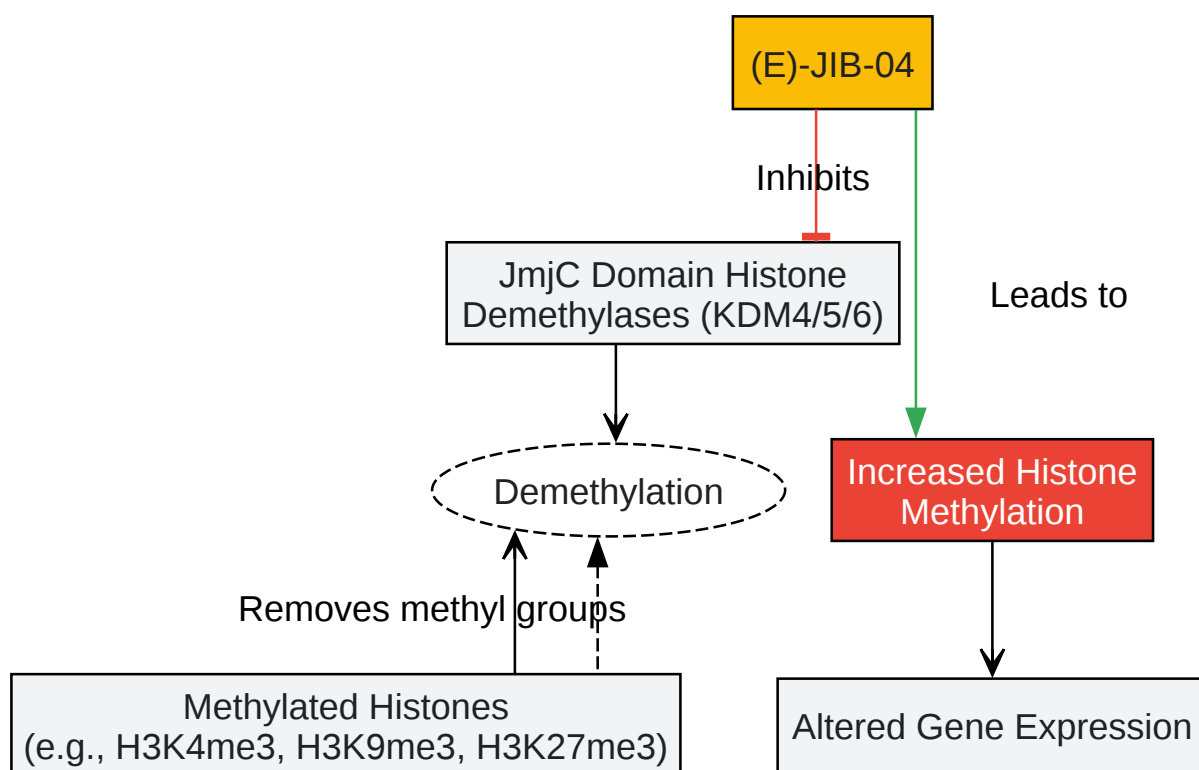 (E)-JIB-04
Inhibits
JmjC Domain Histone
Demethylases (KDM4/5/6)
Leads to
Demethylation
Increased Histone
Methylation
Removes methyl groups
Methylated Histones
(e.g., H3K4me3, H3K9me3, H3K27me3)
Altered Gene Expression